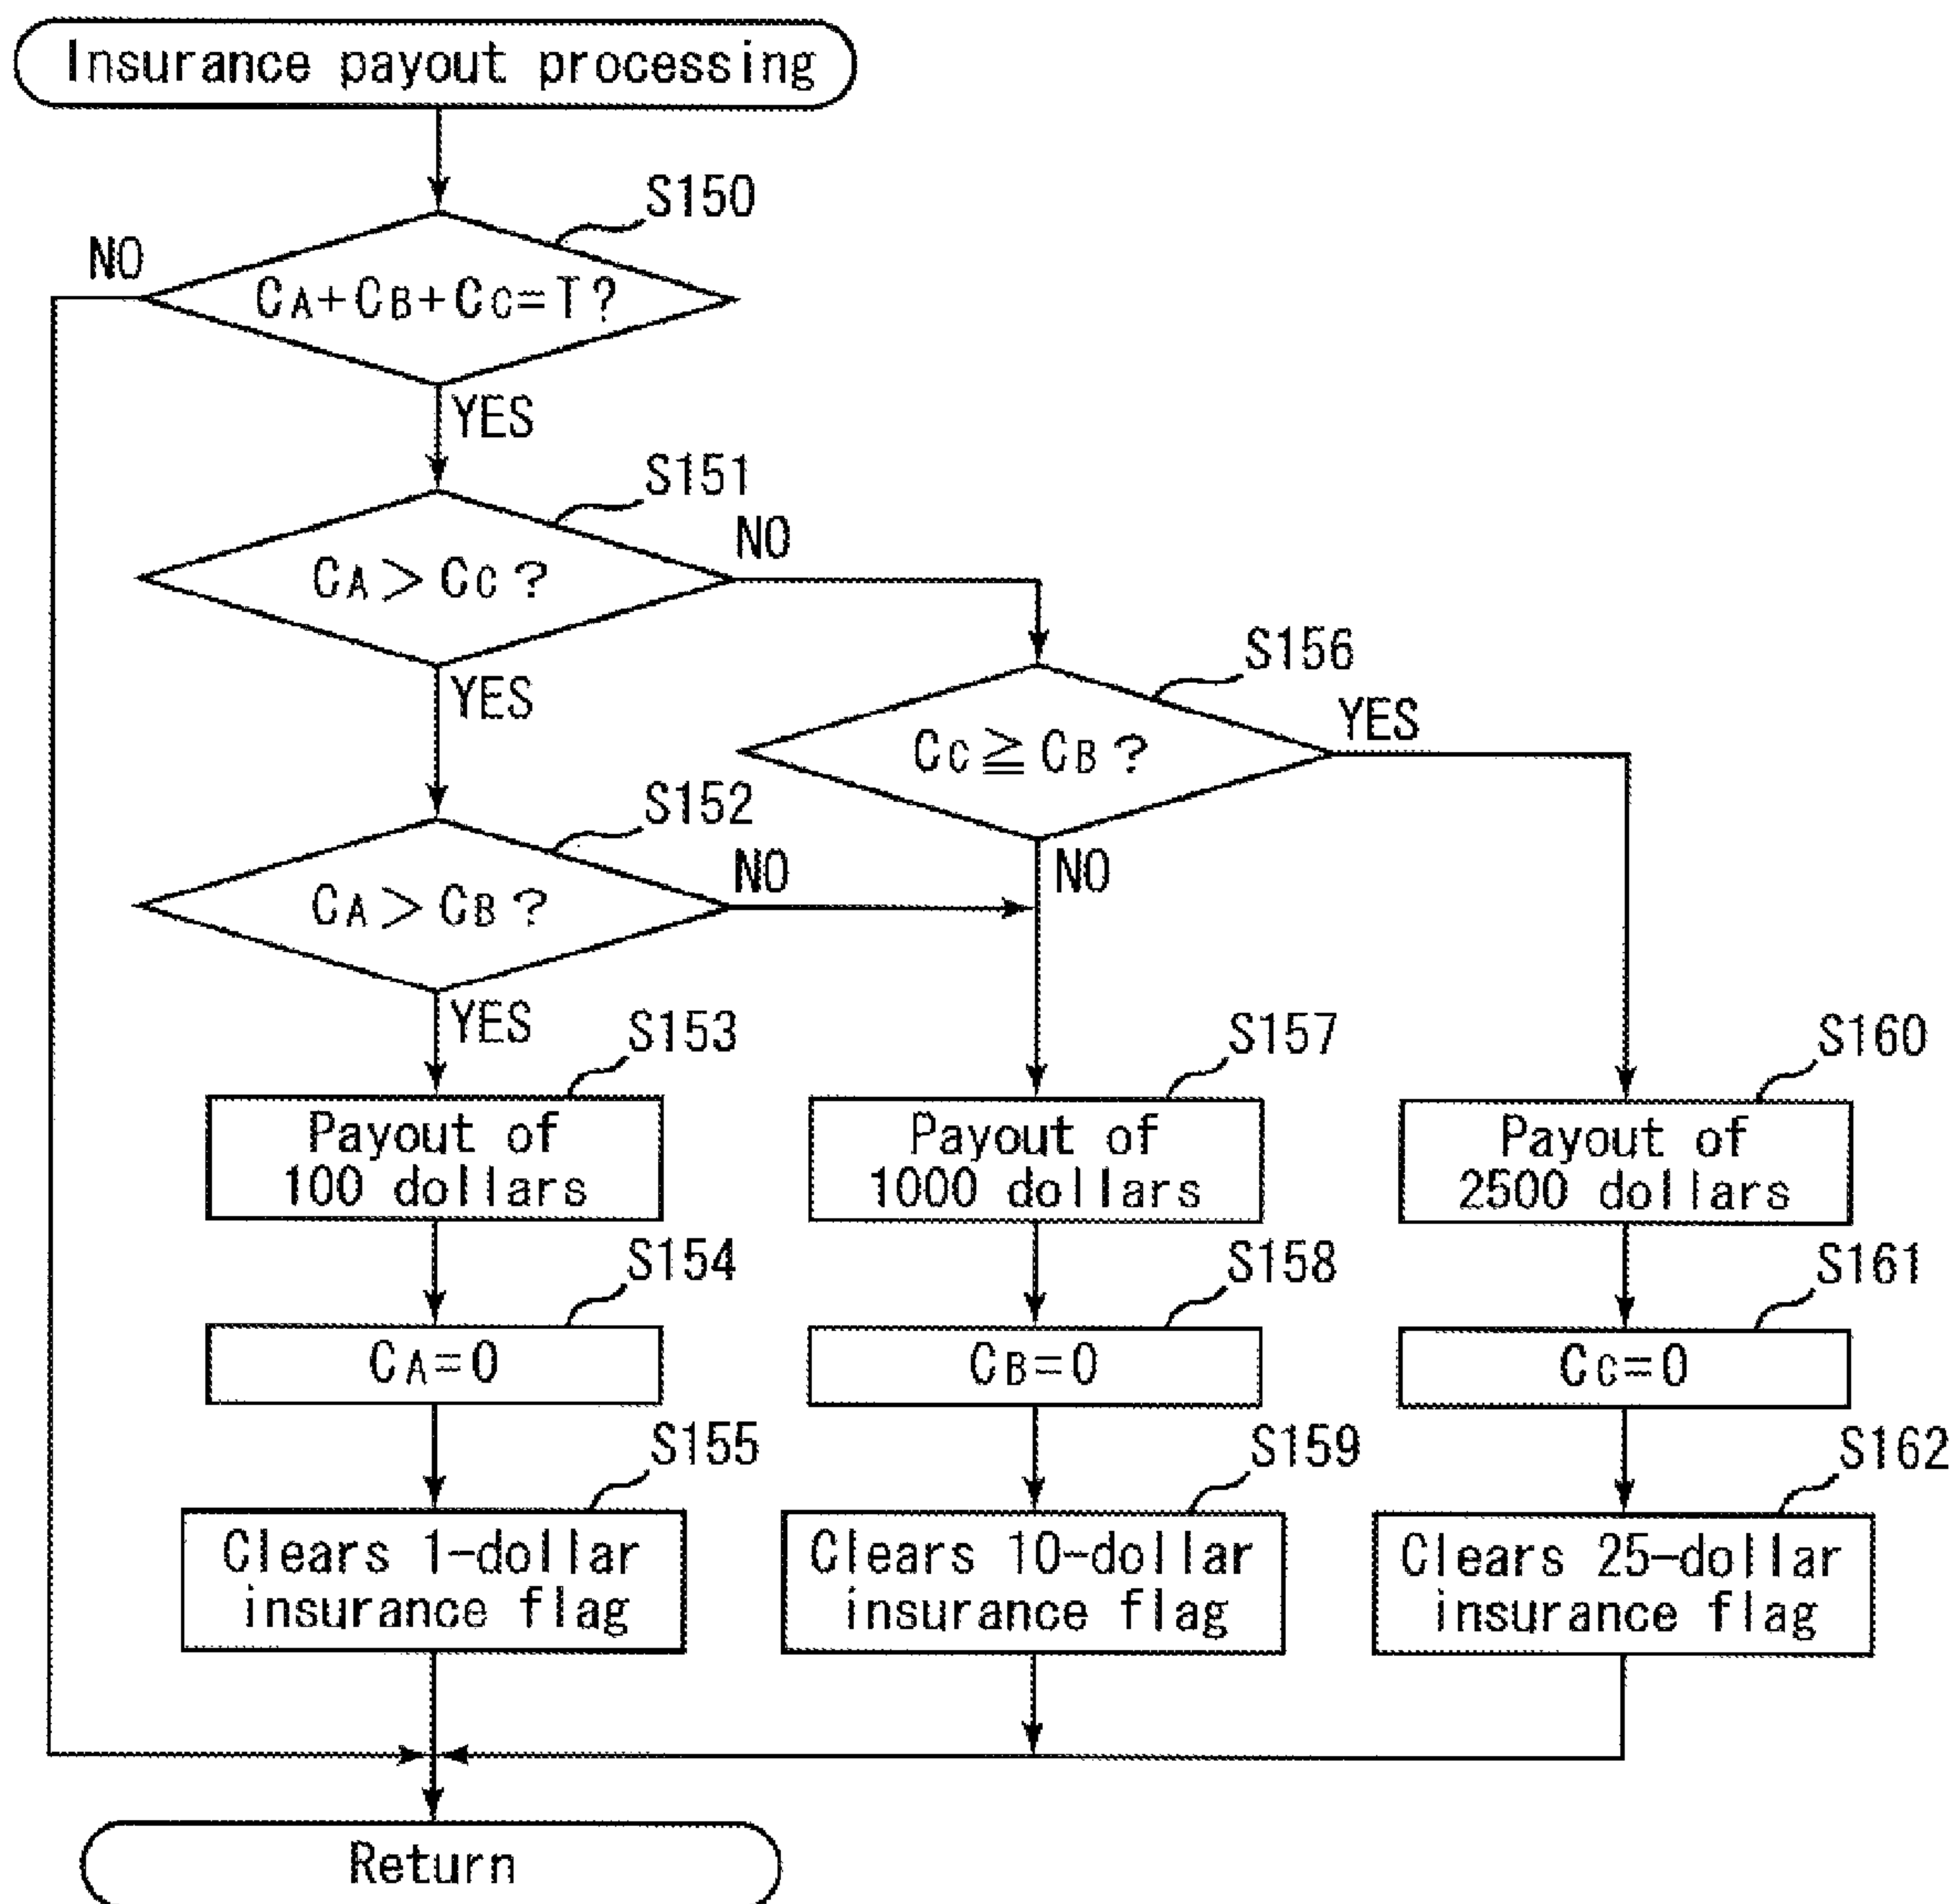 Insurance payout processing
S150
NO
CA+CB+CC=T?
YES
S151
NO
CA>CC?
YES
S156
YES
CC≧CB?
NO
S152
NO
CA>CB?
YES
S153
Payout of
100 dollars
S157
Payout of
1000 dollars
S160
Payout of
2500 dollars
S154
CA=0
S158
CB=0
S161
CC=0
S155
Clears 1-dollar
insurance flag
S159
Clears 10-dollar
insurance flag
S162
Clears 25-dollar
insurance flag
Return